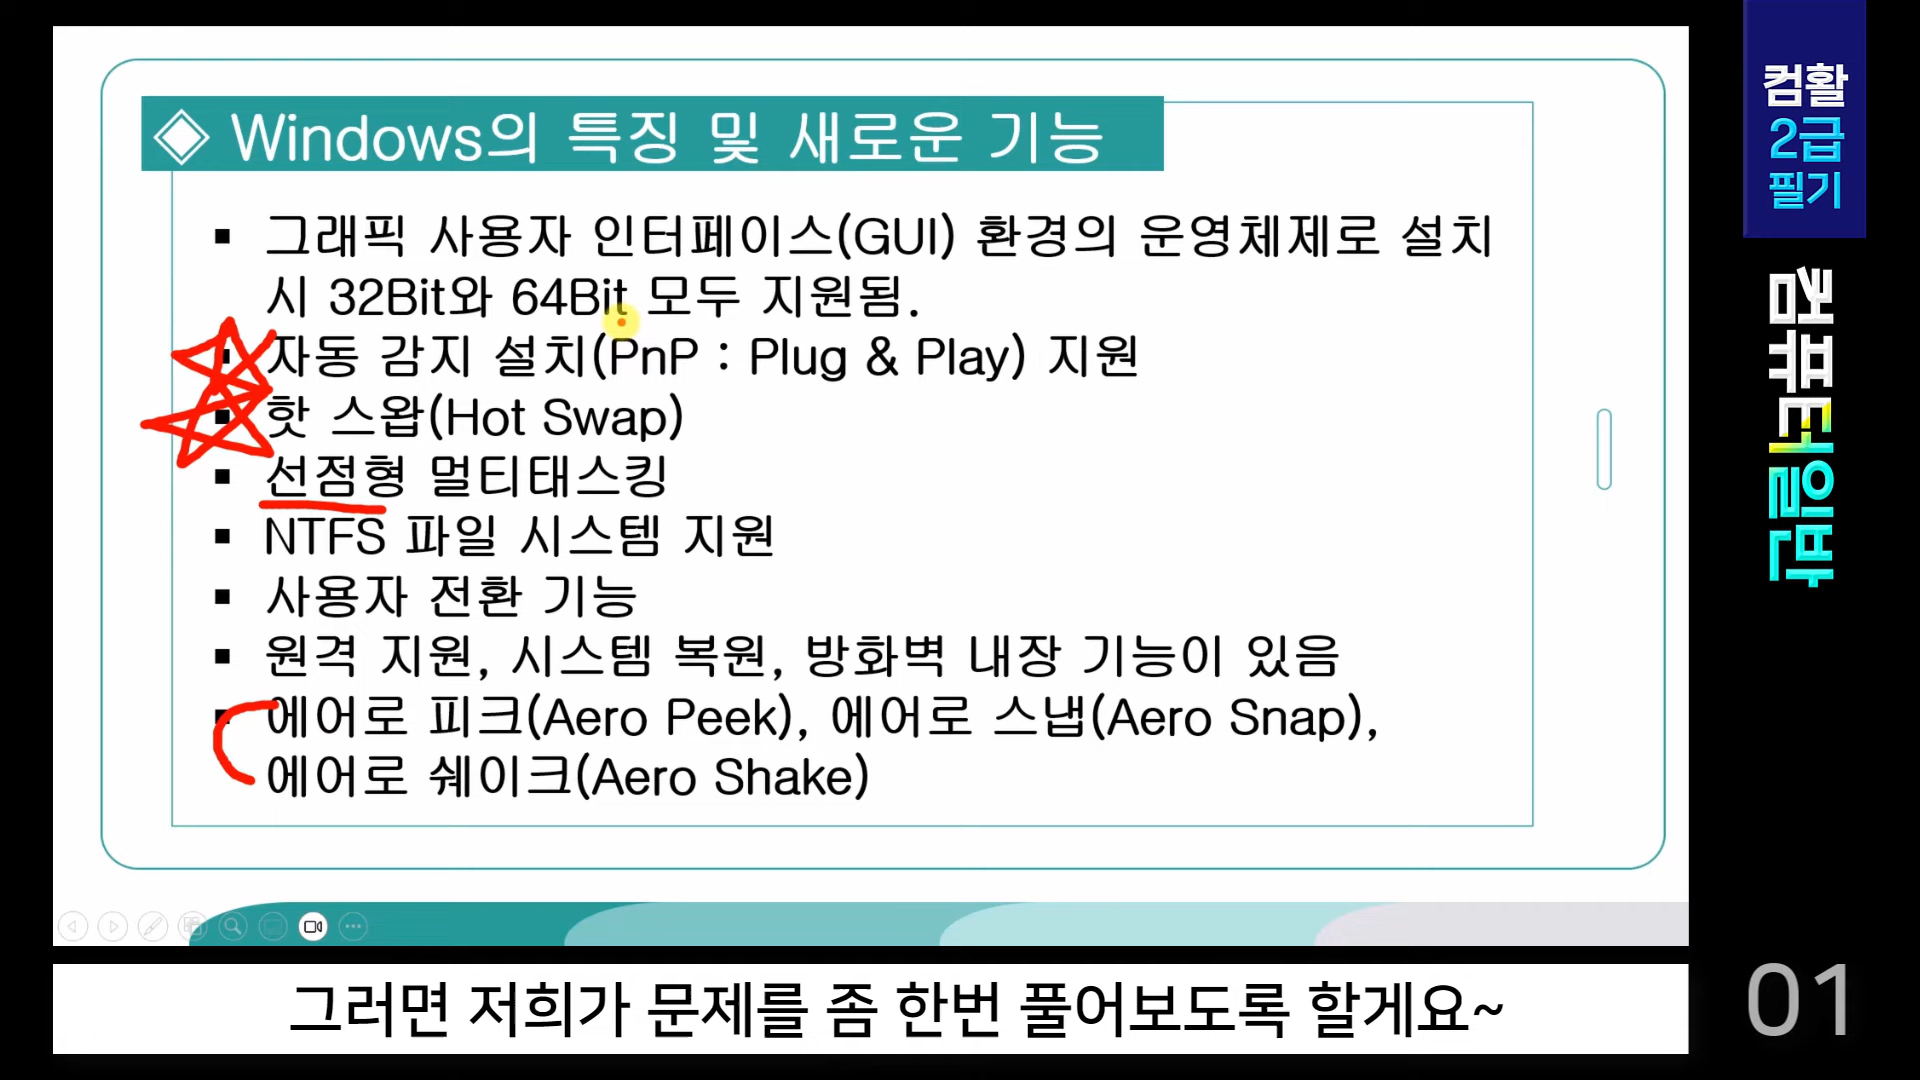 Windows의 특징 및 새로운 기능
▪ 그래픽 사용자 인터페이스(GUI) 환경의 운영체제로 설치
시 32Bit와 64Bit 모두 지원됨.
▪ 자동 감지 설치(PnP : Plug & Play) 지원
▪ 핫 스왑(Hot Swap)
▪ 선점형 멀티태스킹
▪ NTFS 파일 시스템 지원
▪ 사용자 전환 기능
▪ 원격 지원, 시스템 복원, 방화벽 내장 기능이 있음
▪ 에어로 피크(Aero Peek), 에어로 스냅(Aero Snap),
에어로 쉐이크(Aero Shake)
그러면 저희가 문제를 좀 한번 풀어보도록 할게요~
컴활
2급
필기
컴퓨터일반
01